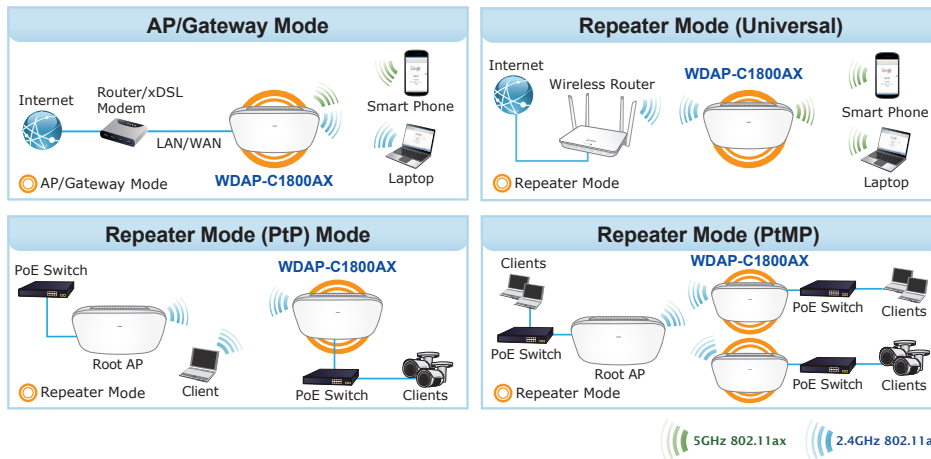 AP/Gateway Mode
Internet
Router/xDSL
Modem
LAN/WAN
WDAP-C1800AX
Smart Phone
Laptop
AP/Gateway Mode
Repeater Mode (Universal)
Internet
Wireless Router
WDAP-C1800AX
Smart Phone
Laptop
Repeater Mode
Repeater Mode (PtP) Mode
PoE Switch
Root AP
Client
WDAP-C1800AX
PoE Switch
Clients
Repeater Mode
Repeater Mode (PtMP)
Clients
PoE Switch
Root AP
WDAP-C1800AX
PoE Switch
Clients
PoE Switch
Clients
Repeater Mode
5GHz 802.11ax
2.4GHz 802.11a